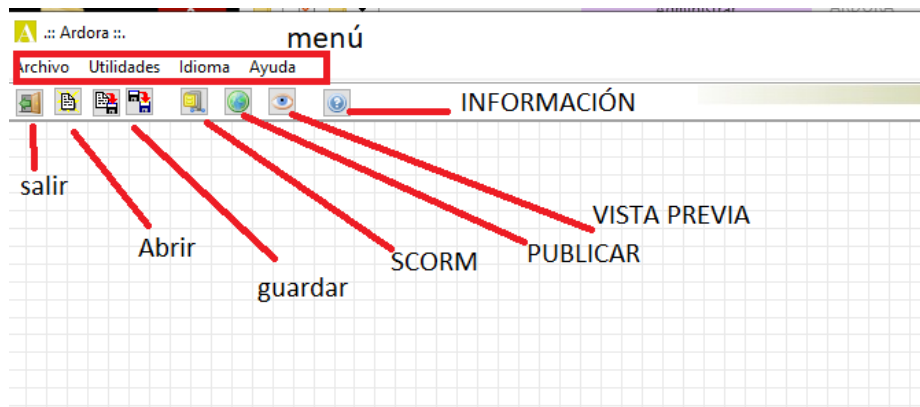 .:: Ardora ::.
menú
Archivo Utilidades Idioma Ayuda
INFORMACIÓN
salir
VISTA PREVIA
Abrir
PUBLICAR
SCORM
guardar